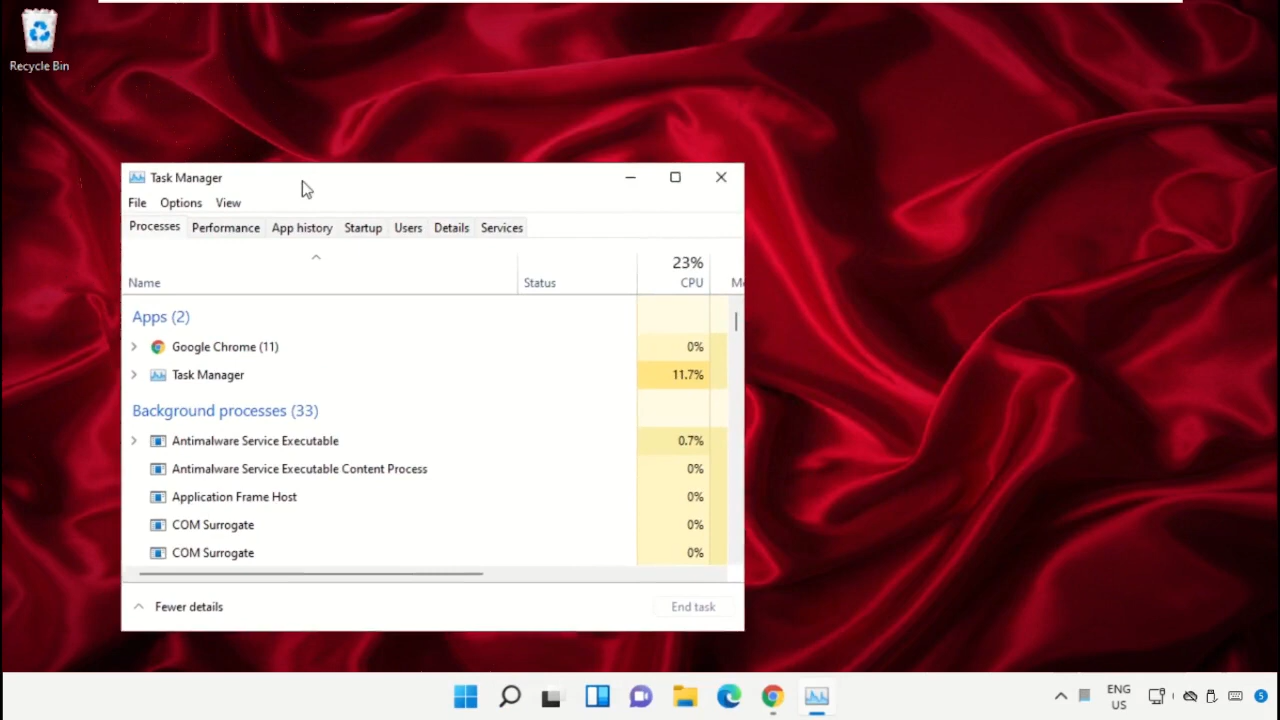 Recycle Bin
Task Manager
File Options View
Processes Performance App history Startup Users Details Services
23%
Name Status CPU
Apps (2)
Google Chrome (11) 0%
Task Manager 11.7%
Background processes (33)
Antimalware Service Executable 0.7%
Antimalware Service Executable Content Process 0%
Application Frame Host 0%
COM Surrogate 0%
COM Surrogate 0%
Fewer details End task
ENG
US
5